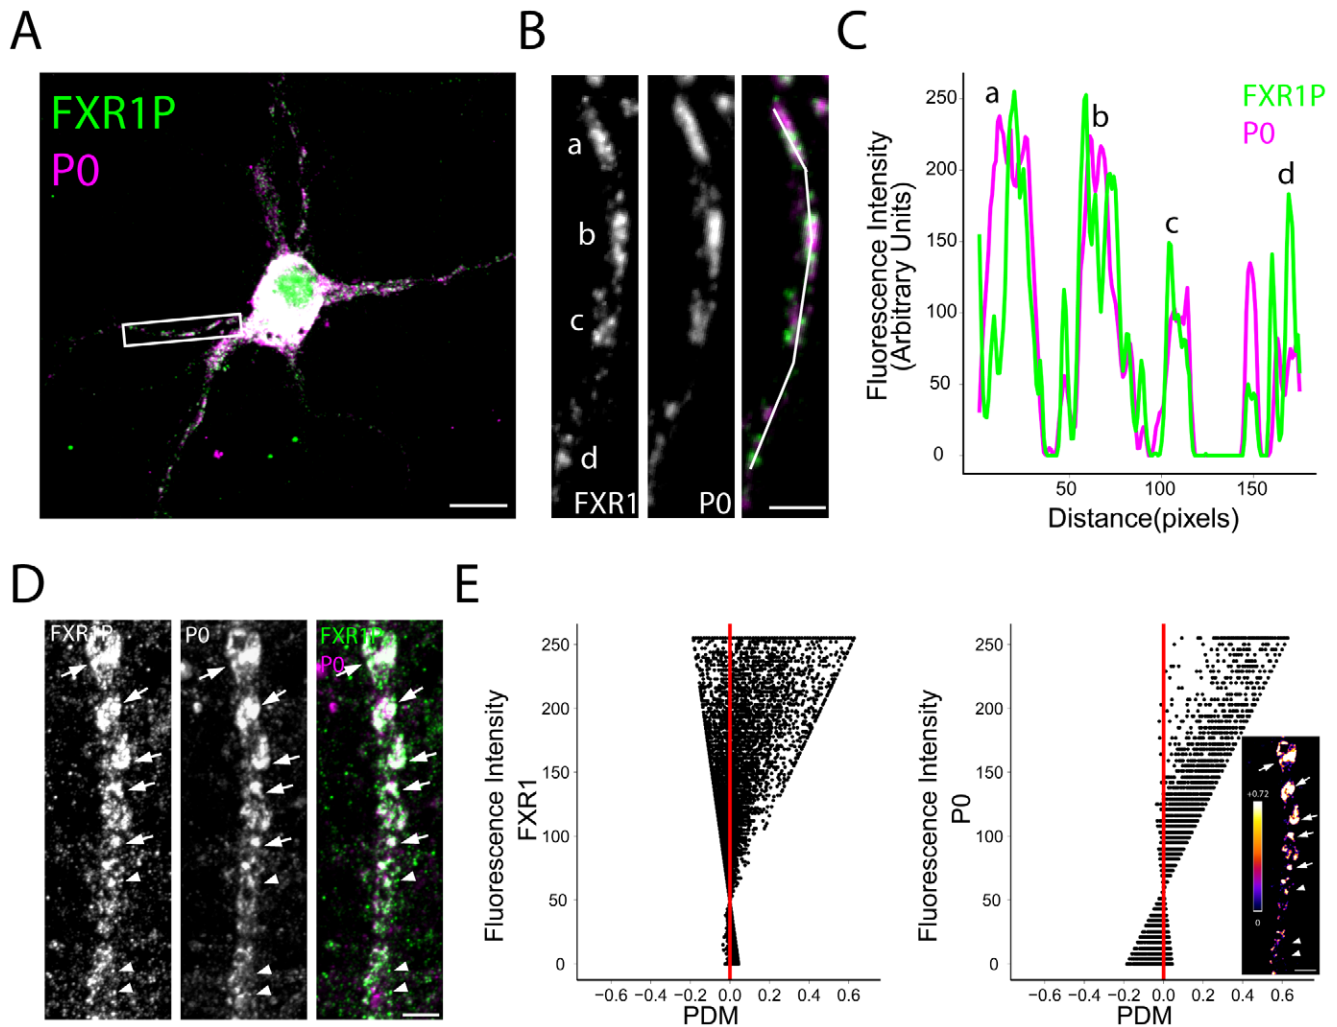 A
FXR1P
P0
B
a
b
c
d
FXR1
P0
C
FXR1P
P0
a
b
c
d
Fluorescence Intensity
(Arbitrary Units)
250
200
150
100
50
0
50
100
150
Distance(pixels)
D
FXR1P
P0
FXR1P
P0
E
Fluorescence Intensity
FXR1
250
200
150
100
50
0
−0.6
−0.4
−0.2
0.0
0.2
0.4
0.6
PDM
Fluorescence Intensity
P0
250
200
150
100
50
0
−0.6
−0.4
−0.2
0.0
0.2
0.4
0.6
PDM
+0.72
0